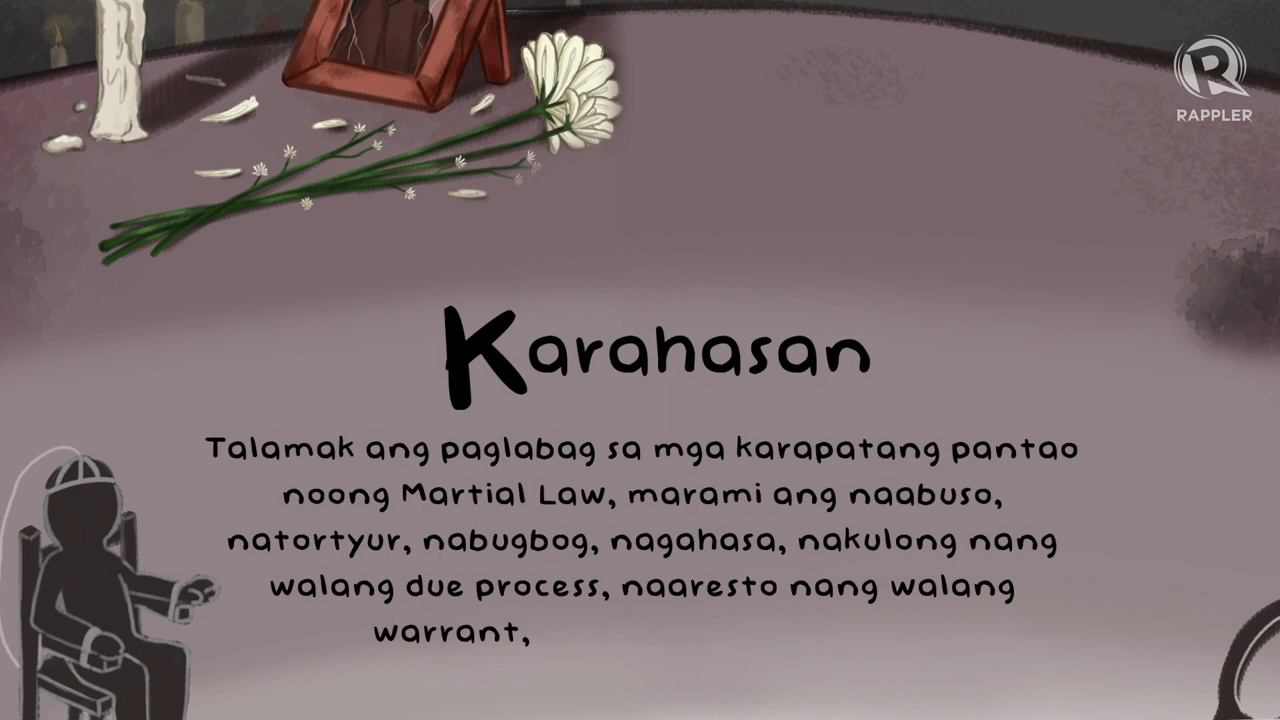 RAPPLER
Karahasan
Talamak ang paglabag sa mga karapatang pantao
noong Martial Law, marami ang naabuso,
natortyur, nabugbog, nagahasa, nakulong nang
walang due process, naaresto nang walang
warrant,